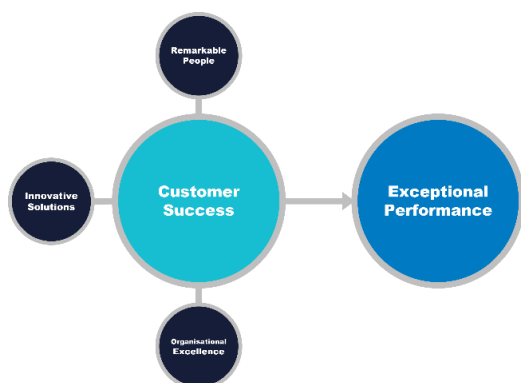 Remarkable
People
Innovative
Solutions
Customer
Success
Exceptional
Performance
Organisational
Excellence